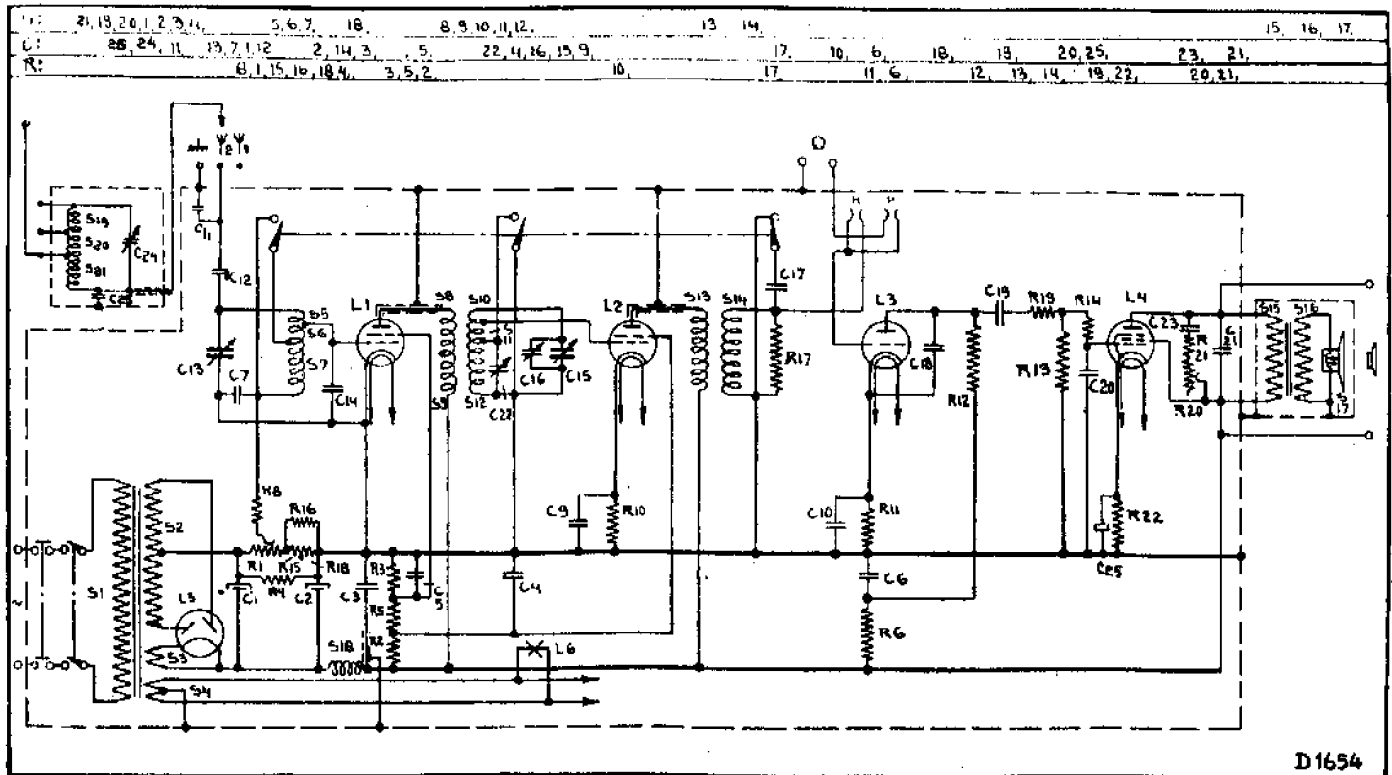 S: 21, 19, 20, 1, 2, 3, 4, 5, 6, 7, 18, 8, 9, 10, 11, 12, 13 14, 15, 16, 17,
C: 25, 24, 11, 13, 7, 1, 12 2, 14, 3, 5, 22, 4, 16, 15, 9, 17, 10, 6, 18, 19, 20, 25, 23, 21,
R: 8, 1, 15, 16, 18, 4, 3, 5, 2 10, 17 11, 6, 12, 13, 14, 19, 22, 20, 21,
2 1
C11
S19
S20
S21
C24
C12
H P
C17
L1
S8
S10
L2
S13
S14
L3
C19
R19
R14
L4
S15
S16
S5
S6
S7
S11
C23
R21
C21
C13
C7
C14
C16
C15
R17
C18
R12
R13
C20
R20
S17
S9
S12
C22
R8
R16
C9
R10
C10
R11
R22
C25
S2
R1
R15
R18
R3
C5
R4
S1
~
L5
C1
C2
C3
R5
C4
C6
R2
R6
S3
S18
L6
S4
D1654